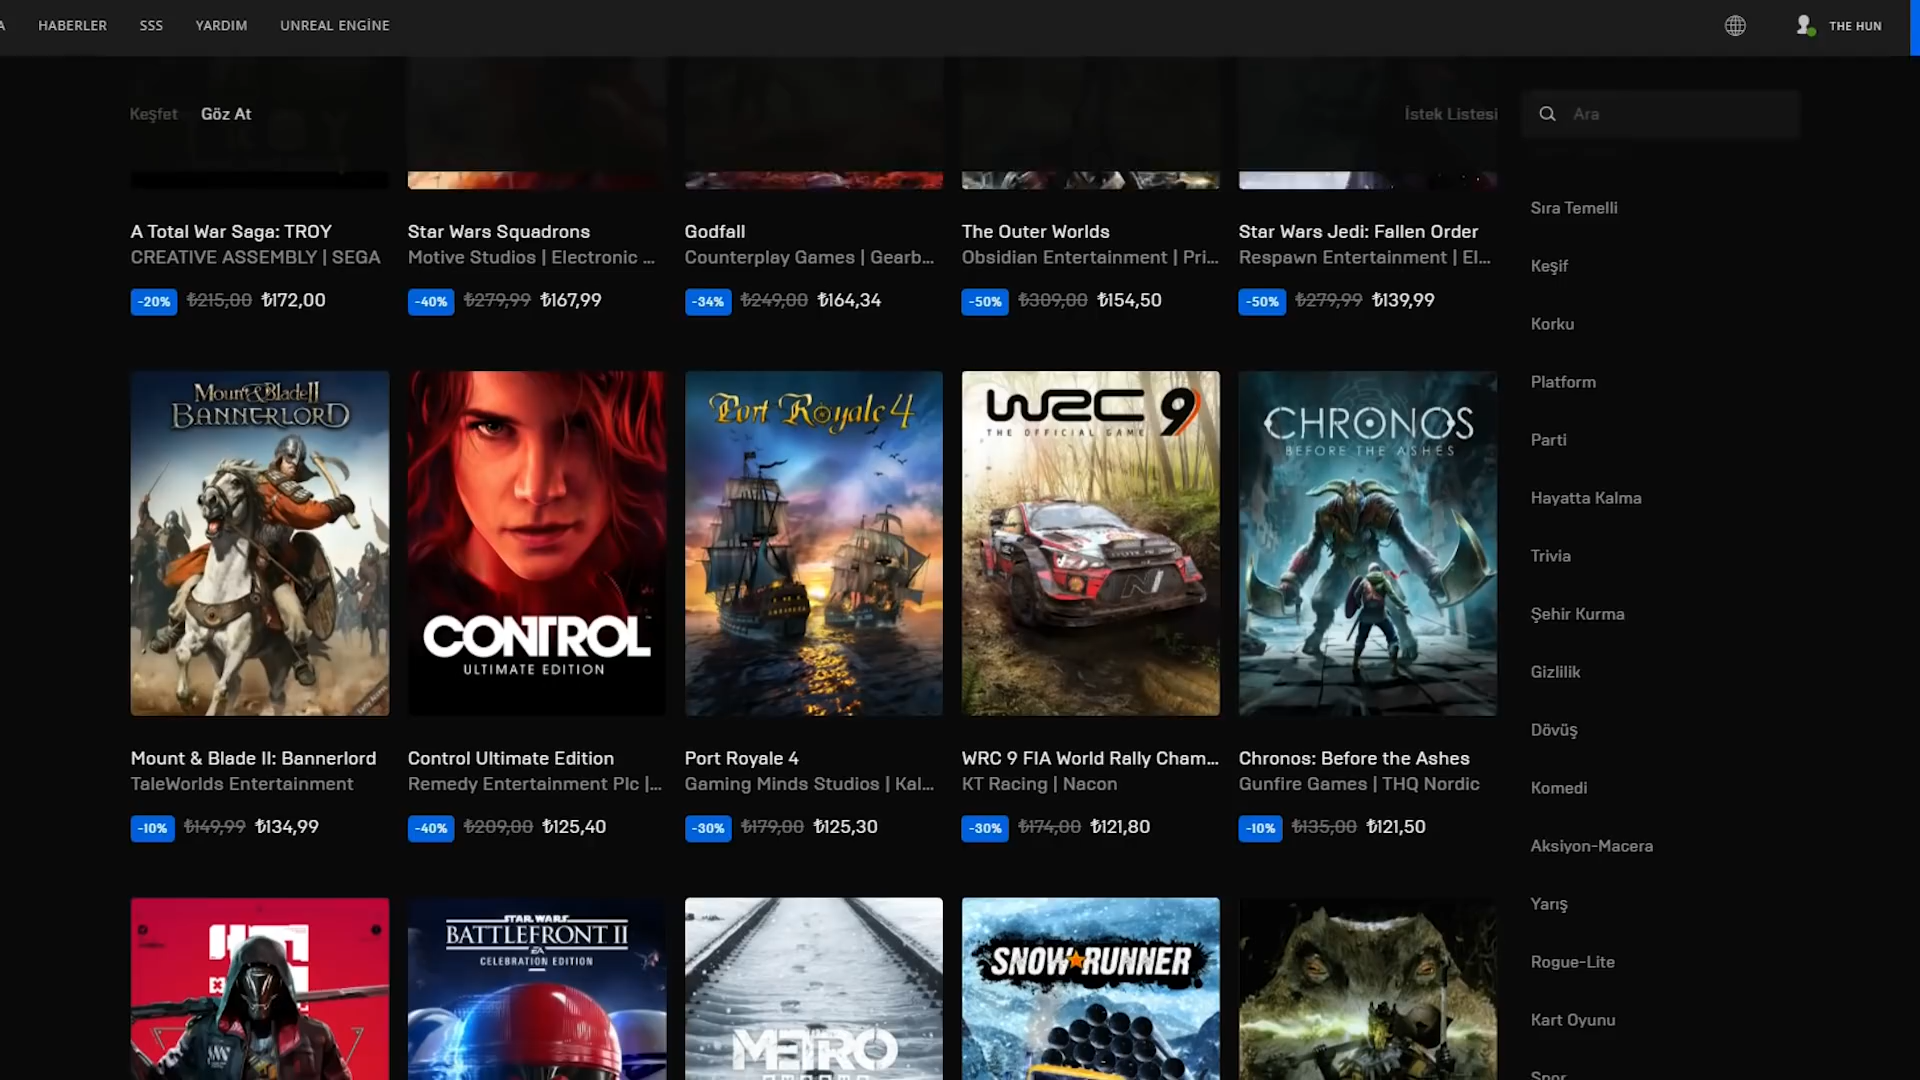 A
HABERLER
SSS
YARDIM
UNREAL ENGİNE
THE HUN
Keşfet
Göz At
İstek Listesi
Ara
TROY
A Total War Saga: TROY
CREATIVE ASSEMBLY | SEGA
-20% ₺215,00 ₺172,00
Star Wars Squadrons
Motive Studios | Electronic ...
-40% ₺279,99 ₺167,99
Godfall
Counterplay Games | Gearb...
-34% ₺249,00 ₺164,34
The Outer Worlds
Obsidian Entertainment | Pri...
-50% ₺309,00 ₺154,50
Star Wars Jedi: Fallen Order
Respawn Entertainment | El...
-50% ₺279,99 ₺139,99
Mount & Blade II
BANNERLORD
Early Access
Mount & Blade II: Bannerlord
TaleWorlds Entertainment
-10% ₺149,99 ₺134,99
CONTROL
ULTIMATE EDITION
Control Ultimate Edition
Remedy Entertainment Plc |...
-40% ₺209,00 ₺125,40
Port Royale 4
Port Royale 4
Gaming Minds Studios | Kal...
-30% ₺179,00 ₺125,30
WRC 9
THE OFFICIAL GAME
WRC 9 FIA World Rally Cham...
KT Racing | Nacon
-30% ₺174,00 ₺121,80
CHRONOS
BEFORE THE ASHES
Chronos: Before the Ashes
Gunfire Games | THQ Nordic
-10% ₺135,00 ₺121,50
STAR WARS
BATTLEFRONT II
EA
CELEBRATION EDITION
METRO
SNOWRUNNER
Sıra Temelli
Keşif
Korku
Platform
Parti
Hayatta Kalma
Trivia
Şehir Kurma
Gizlilik
Dövüş
Komedi
Aksiyon-Macera
Yarış
Rogue-Lite
Kart Oyunu
Spor